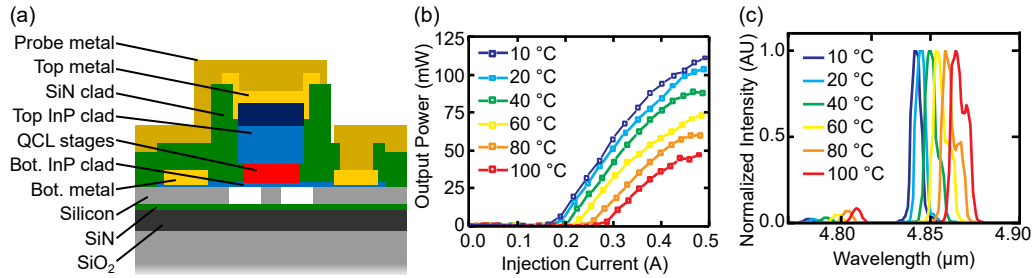 (a)
Probe metal
Top metal
SiN clad
Top InP clad
QCL stages
Bot. InP clad
Bot. metal
Silicon
SiN
SiO2
(b)
Output Power (mW)
125
100
75
50
25
0
10 °C
20 °C
40 °C
60 °C
80 °C
100 °C
0.0 0.1 0.2 0.3 0.4 0.5
Injection Current (A)
(c)
Normalized Intensity (AU)
1.0
0.5
0.0
10 °C
20 °C
40 °C
60 °C
80 °C
100 °C
4.80 4.85 4.90
Wavelength (µm)